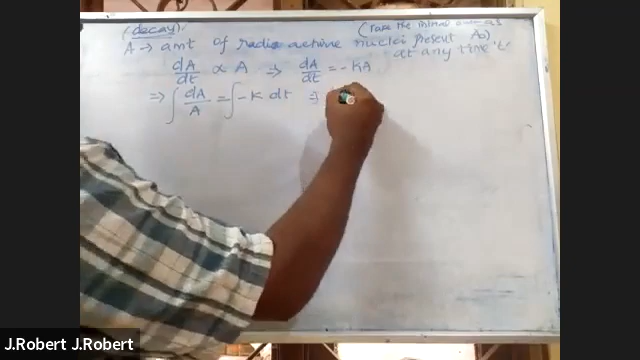 (decay) (Take the initial amt as A₀)
A → amt of radio active nuclei present at any time 't'
dA/dt ∝ A ⇒ dA/dt = -KA
⇒ ∫ dA/A = ∫ -K dt ⇒
J.Robert J.Robert